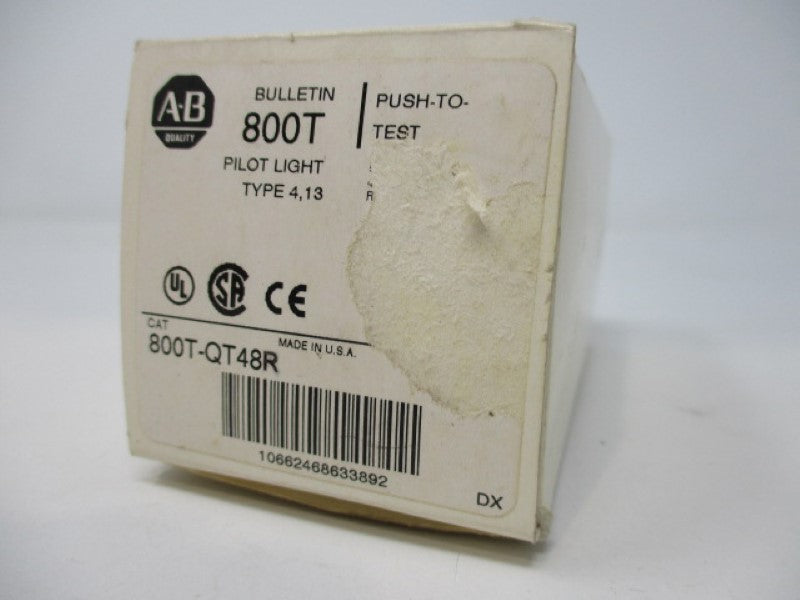 A-B
QUALITY
BULLETIN
800T
PILOT LIGHT
TYPE 4,13
PUSH-TO-
TEST
UL
SA
CE
CAT
MADE IN U.S.A.
800T-QT48R
10662468633892
DX